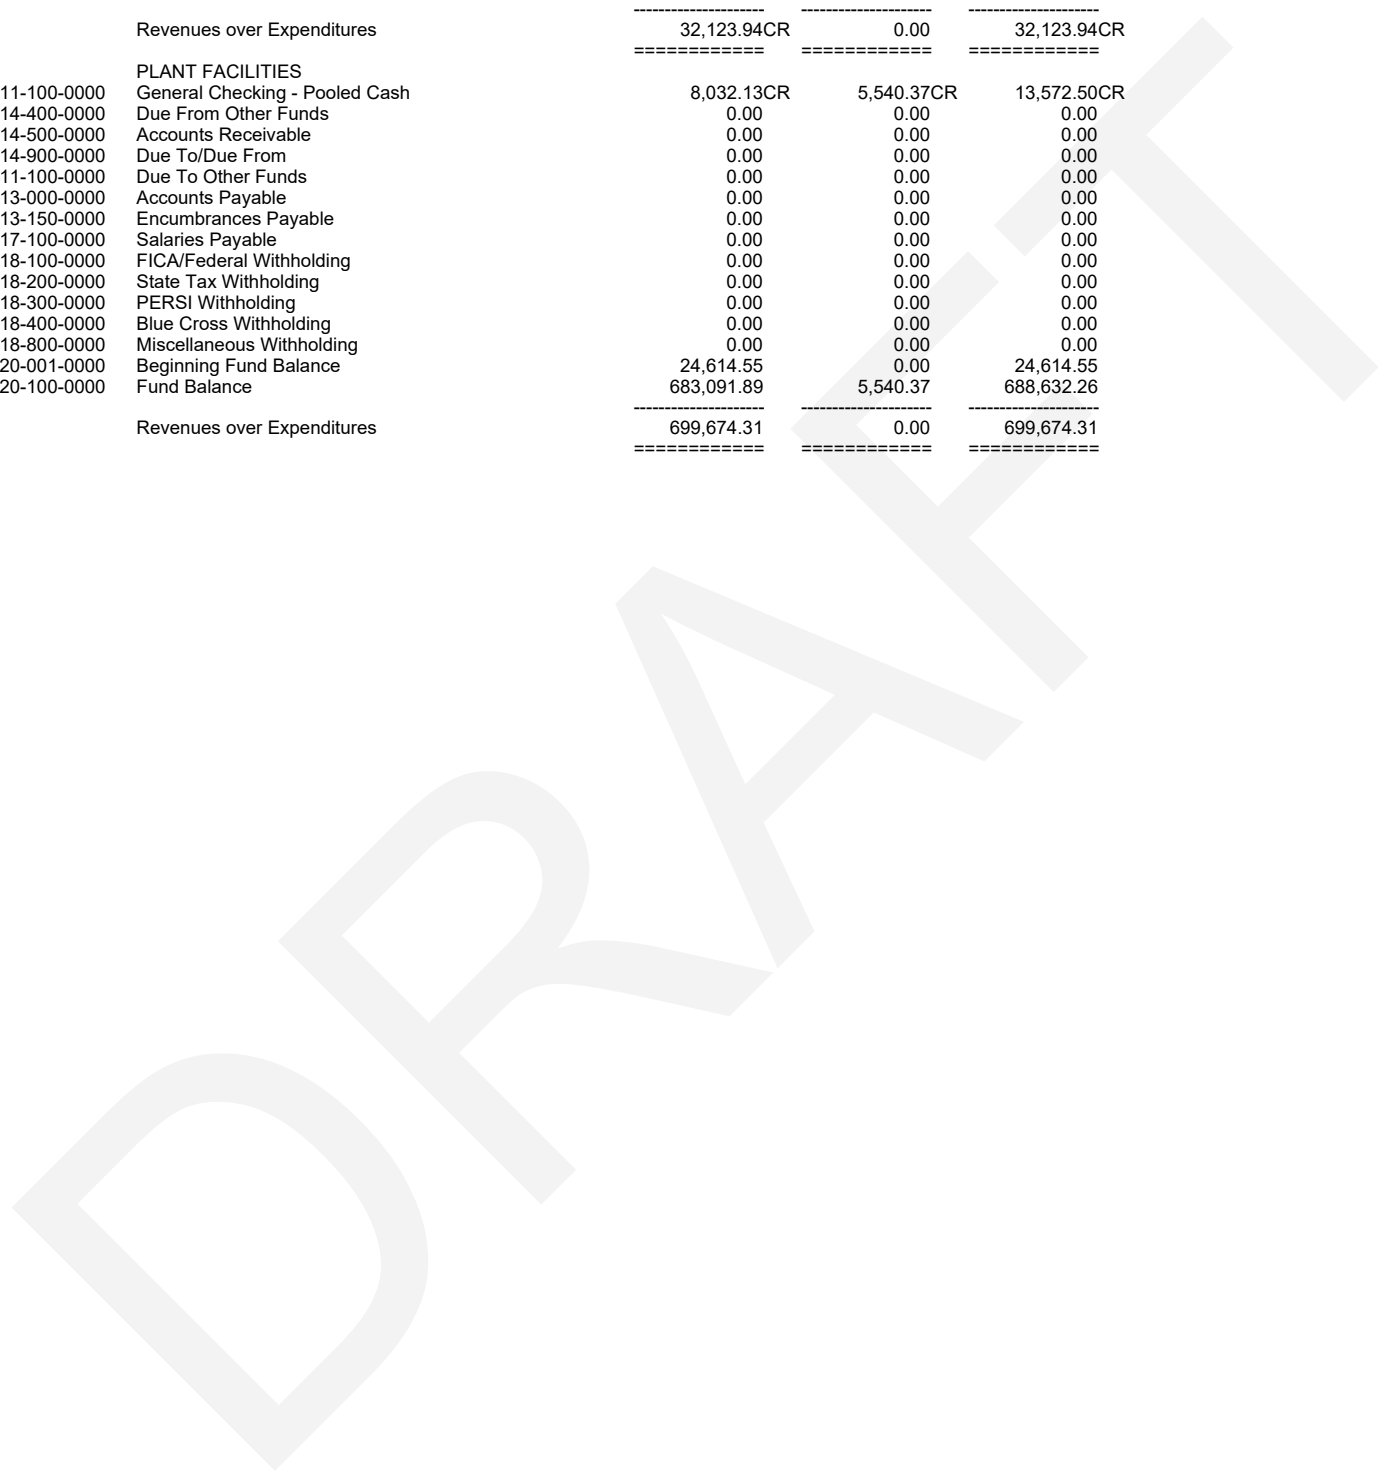 --------------------- --------------------- ---------------------
Revenues over Expenditures 32,123.94CR 0.00 32,123.94CR
============ ============ ============
PLANT FACILITIES
11-100-0000 General Checking - Pooled Cash 8,032.13CR 5,540.37CR 13,572.50CR
14-400-0000 Due From Other Funds 0.00 0.00 0.00
14-500-0000 Accounts Receivable 0.00 0.00 0.00
14-900-0000 Due To/Due From 0.00 0.00 0.00
11-100-0000 Due To Other Funds 0.00 0.00 0.00
13-000-0000 Accounts Payable 0.00 0.00 0.00
13-150-0000 Encumbrances Payable 0.00 0.00 0.00
17-100-0000 Salaries Payable 0.00 0.00 0.00
18-100-0000 FICA/Federal Withholding 0.00 0.00 0.00
18-200-0000 State Tax Withholding 0.00 0.00 0.00
18-300-0000 PERSI Withholding 0.00 0.00 0.00
18-400-0000 Blue Cross Withholding 0.00 0.00 0.00
18-800-0000 Miscellaneous Withholding 0.00 0.00 0.00
20-001-0000 Beginning Fund Balance 24,614.55 0.00 24,614.55
20-100-0000 Fund Balance 683,091.89 5,540.37 688,632.26
--------------------- --------------------- ---------------------
Revenues over Expenditures 699,674.31 0.00 699,674.31
============ ============ ============
DRAFT